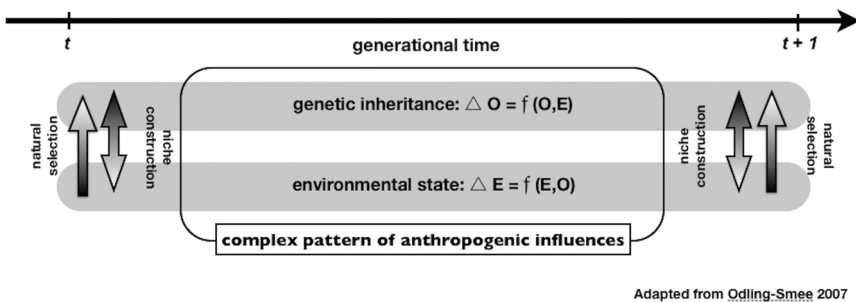 t
generational time
t + 1
natural
selection
niche
construction
genetic inheritance: △ O = f (O,E)
environmental state: △ E = f (E,O)
complex pattern of anthropogenic influences
niche
construction
natural
selection
Adapted from Odling-Smee 2007